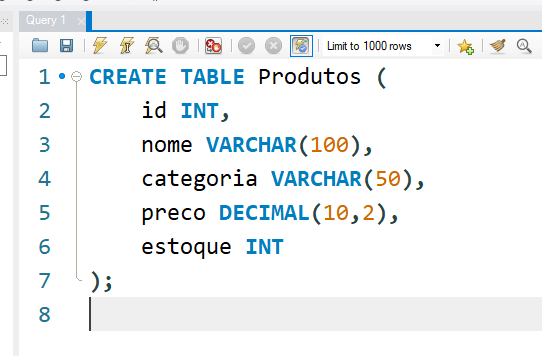 Query 1
Limit to 1000 rows
1 CREATE TABLE Produtos (
2 id INT,
3 nome VARCHAR(100),
4 categoria VARCHAR(50),
5 preco DECIMAL(10,2),
6 estoque INT
7 );
8